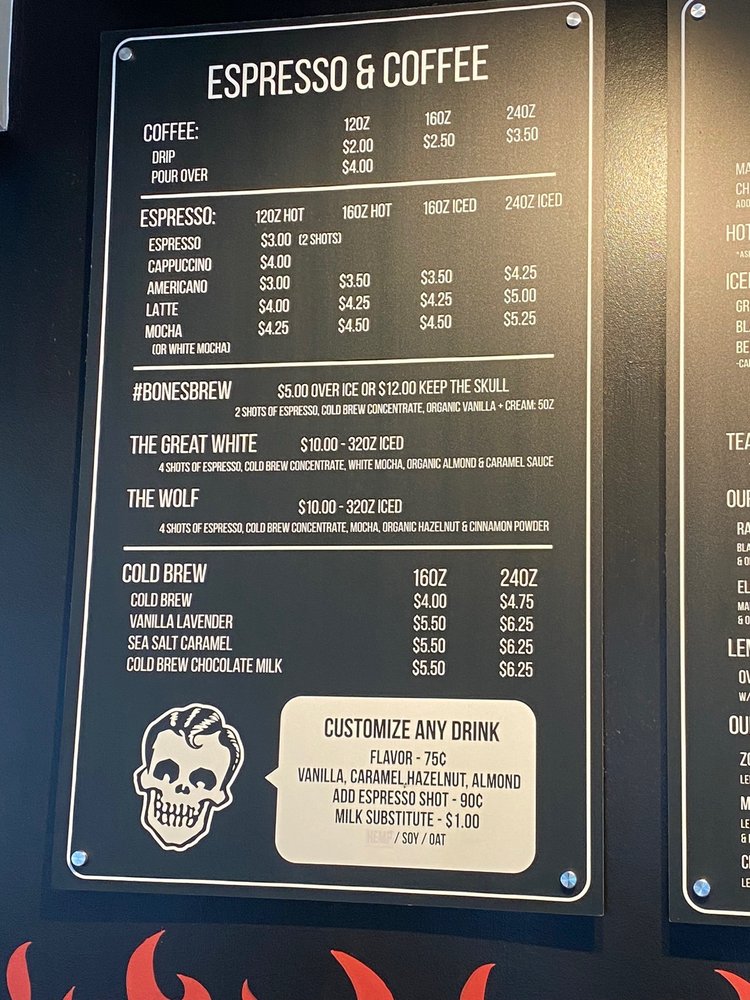 ESPRESSO & COFFEE
COFFEE: 12OZ 16OZ 24OZ
DRIP $2.00 $2.50 $3.50
POUR OVER $4.00
ESPRESSO: 12OZ HOT 16OZ HOT 16OZ ICED 24OZ ICED
ESPRESSO $3.00 (2 SHOTS)
CAPPUCCINO $4.00
AMERICANO $3.00 $3.50 $3.50 $4.25
LATTE $4.00 $4.25 $4.25 $5.00
MOCHA $4.25 $4.50 $4.50 $5.25
(OR WHITE MOCHA)
#BONESBREW $5.00 OVER ICE OR $12.00 KEEP THE SKULL
2 SHOTS OF ESPRESSO, COLD BREW CONCENTRATE, ORGANIC VANILLA + CREAM: 5OZ
THE GREAT WHITE $10.00 - 32OZ ICED
4 SHOTS OF ESPRESSO, COLD BREW CONCENTRATE, WHITE MOCHA, ORGANIC ALMOND & CARAMEL SAUCE
THE WOLF $10.00 - 32OZ ICED
4 SHOTS OF ESPRESSO, COLD BREW CONCENTRATE, MOCHA, ORGANIC HAZELNUT & CINNAMON POWDER
COLD BREW 16OZ 24OZ
COLD BREW $4.00 $4.75
VANILLA LAVENDER $5.50 $6.25
SEA SALT CARAMEL $5.50 $6.25
COLD BREW CHOCOLATE MILK $5.50 $6.25
CUSTOMIZE ANY DRINK
FLAVOR - 75¢
VANILLA, CARAMEL,HAZELNUT, ALMOND
ADD ESPRESSO SHOT - 90¢
MILK SUBSTITUTE - $1.00
HEMP / SOY / OAT